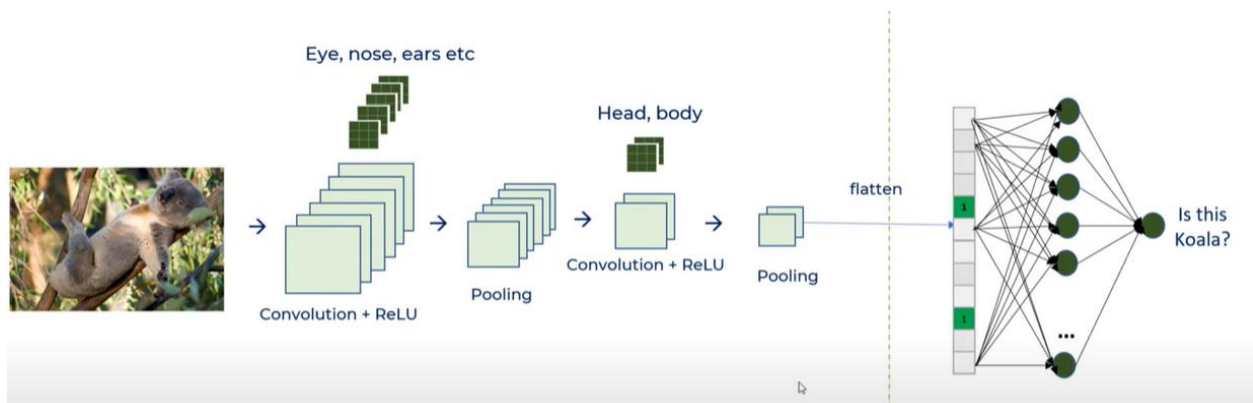 Eye, nose, ears etc
Head, body
flatten
1
Is this
Koala?
Convolution + ReLU
Pooling
Convolution + ReLU
Pooling
1
...